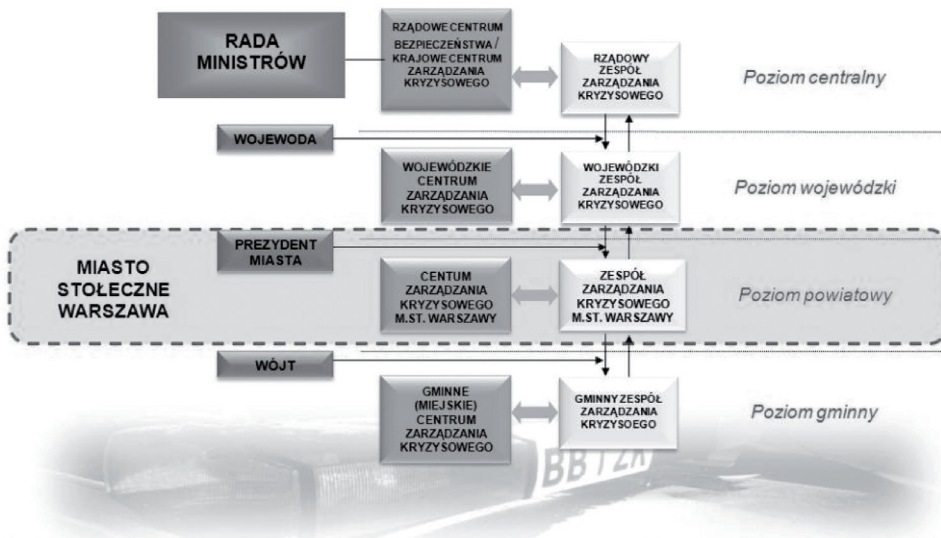 RADA
MINISTRÓW
RZĄDOWE CENTRUM
BEZPIECZEŃSTWA /
KRAJOWE CENTRUM
ZARZĄDZANIA
KRYZYSOWEGO
RZĄDOWY
ZESPÓŁ
ZARZĄDZANIA
KRYZYSOWEGO
Poziom centralny
WOJEWODA
WOJEWÓDZKIE
CENTRUM
ZARZĄDZANIA
KRYZYSOWEGO
WOJEWÓDZKI
ZESPÓŁ
ZARZĄDZANIA
KRYZYSOWEGO
Poziom wojewódzki
PREZYDENT
MIASTA
MIASTO
STOŁECZNE
WARSZAWA
CENTUM
ZARZĄDZANIA
KRYZYSOWEGO
M.ST. WARSZAWY
ZESPÓŁ
ZARZĄDZANIA
KRYZYSOWEGO
M.ST. WARSZAWY
Poziom powiatowy
WÓJT
GMINNE
(MIEJSKIE)
CENTRUM
ZARZĄDZANIA
KRYZYSOWEGO
GMINNY ZESPÓŁ
ZARZĄDZANIA
KRYZYSOEGO
Poziom gminny